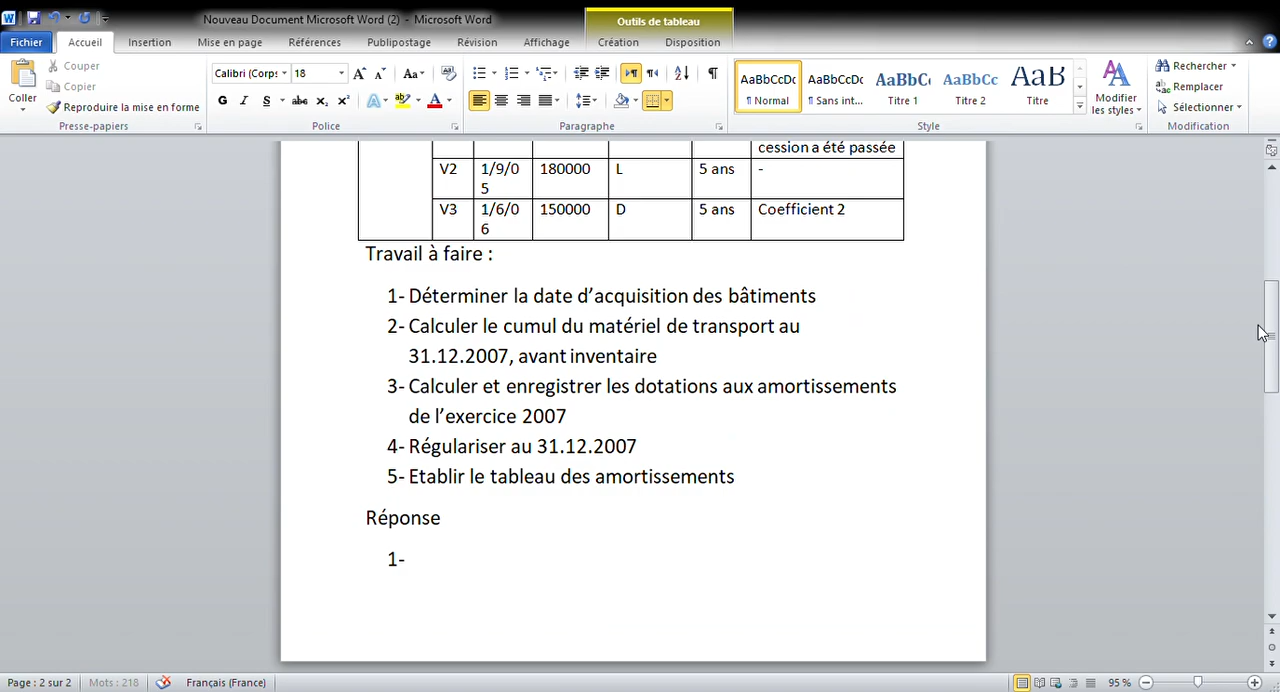 Nouveau Document Microsoft Word (2) - Microsoft Word
Outils de tableau
Fichier Accueil Insertion Mise en page Références Publipostage Révision Affichage Création Disposition
Coller
Couper
Copier
Reproduire la mise en forme
Presse-papiers
Calibri (Corps 18
Police
Paragraphe
AaBbCcDc AaBbCcDc AaBbC AaBbCc AaB
¶ Normal ¶ Sans int... Titre 1 Titre 2 Titre
Modifier
les styles
Style
Rechercher
Remplacer
Sélectionner
Modification
cession a été passée
V2 1/9/0
5 180000 L 5 ans -
V3 1/6/0
6 150000 D 5 ans Coefficient 2
Travail à faire :
1- Déterminer la date d’acquisition des bâtiments
2- Calculer le cumul du matériel de transport au
31.12.2007, avant inventaire
3- Calculer et enregistrer les dotations aux amortissements
de l’exercice 2007
4- Régulariser au 31.12.2007
5- Etablir le tableau des amortissements
Réponse
1-
Page : 2 sur 2 Mots : 218 Français (France) 95 %